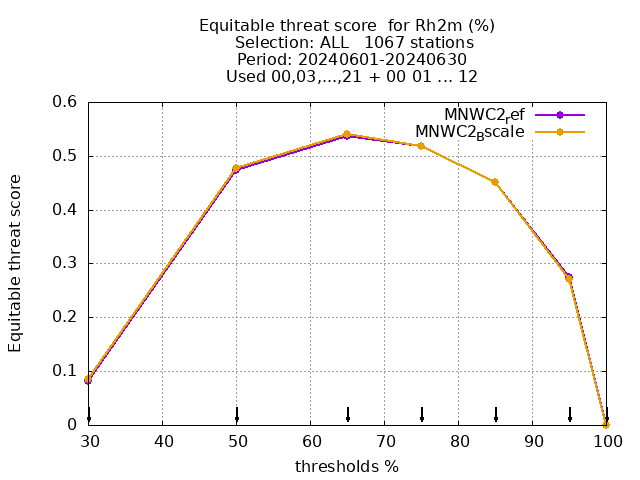 Equitable threat score  for Rh2m (%)
Selection: ALL   1067 stations
Period: 20240601-20240630
Used 00,03,...,21 + 00 01 ... 12
MNWC2ref
MNWC2Bscale
Equitable threat score
0.6
0.5
0.4
0.3
0.2
0.1
0
30 40 50 60 70 80 90 100
thresholds %